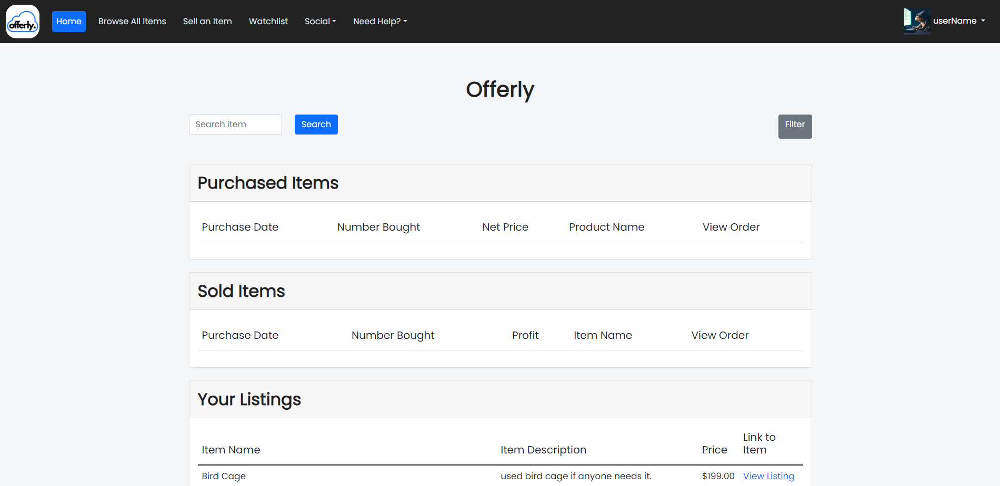 offerly.
Home
Browse All Items
Sell an Item
Watchlist
Social
Need Help?
userName
Offerly
Search item
Search
Filter
Purchased Items
Purchase Date
Number Bought
Net Price
Product Name
View Order
Sold Items
Purchase Date
Number Bought
Profit
Item Name
View Order
Your Listings
Item Name
Item Description
Price
Link to
Item
Bird Cage
used bird cage if anyone needs it.
$199.00
View Listing